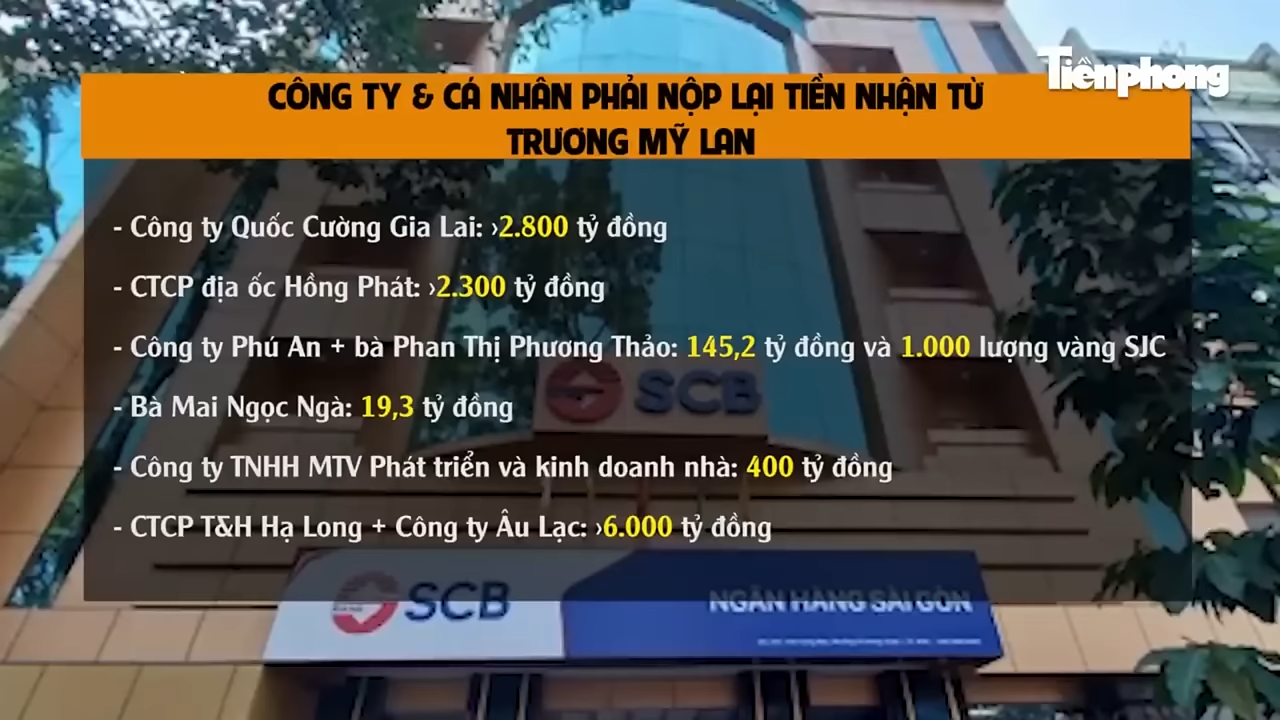 Tiền phong
CÔNG TY & CÁ NHÂN PHẢI NỘP LẠI TIỀN NHẬN TỪ
TRƯƠNG MỸ LAN
- Công ty Quốc Cường Gia Lai: >2.800 tỷ đồng
- CTCP địa ốc Hồng Phát: >2.300 tỷ đồng
- Công ty Phú An + bà Phan Thị Phương Thảo: 145,2 tỷ đồng và 1.000 lượng vàng SJC
SCB
- Bà Mai Ngọc Ngà: 19,3 tỷ đồng
- Công ty TNHH MTV Phát triển và kinh doanh nhà: 400 tỷ đồng
- CTCP T&H Hạ Long + Công ty Âu Lạc: >6.000 tỷ đồng
SCB
NGÂN HÀNG SÀI GÒN